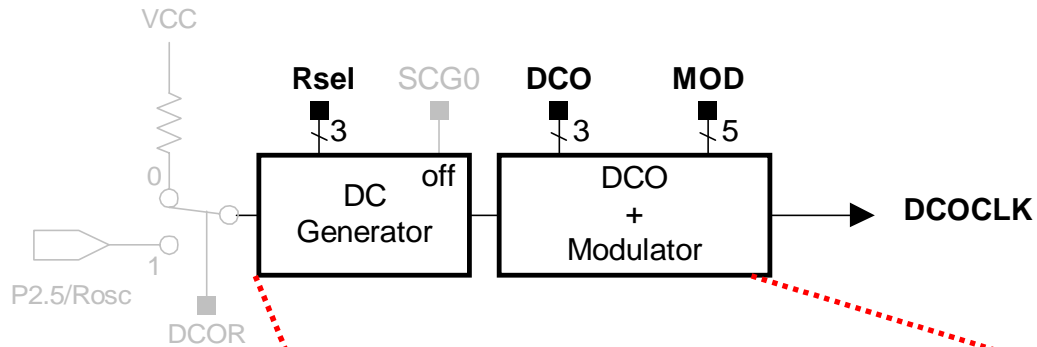 VCC
Rsel
SCG0
DCO
MOD
3
3
5
0
off
DC
Generator
DCO
+
Modulator
DCOCLK
1
P2.5/Rosc
DCOR